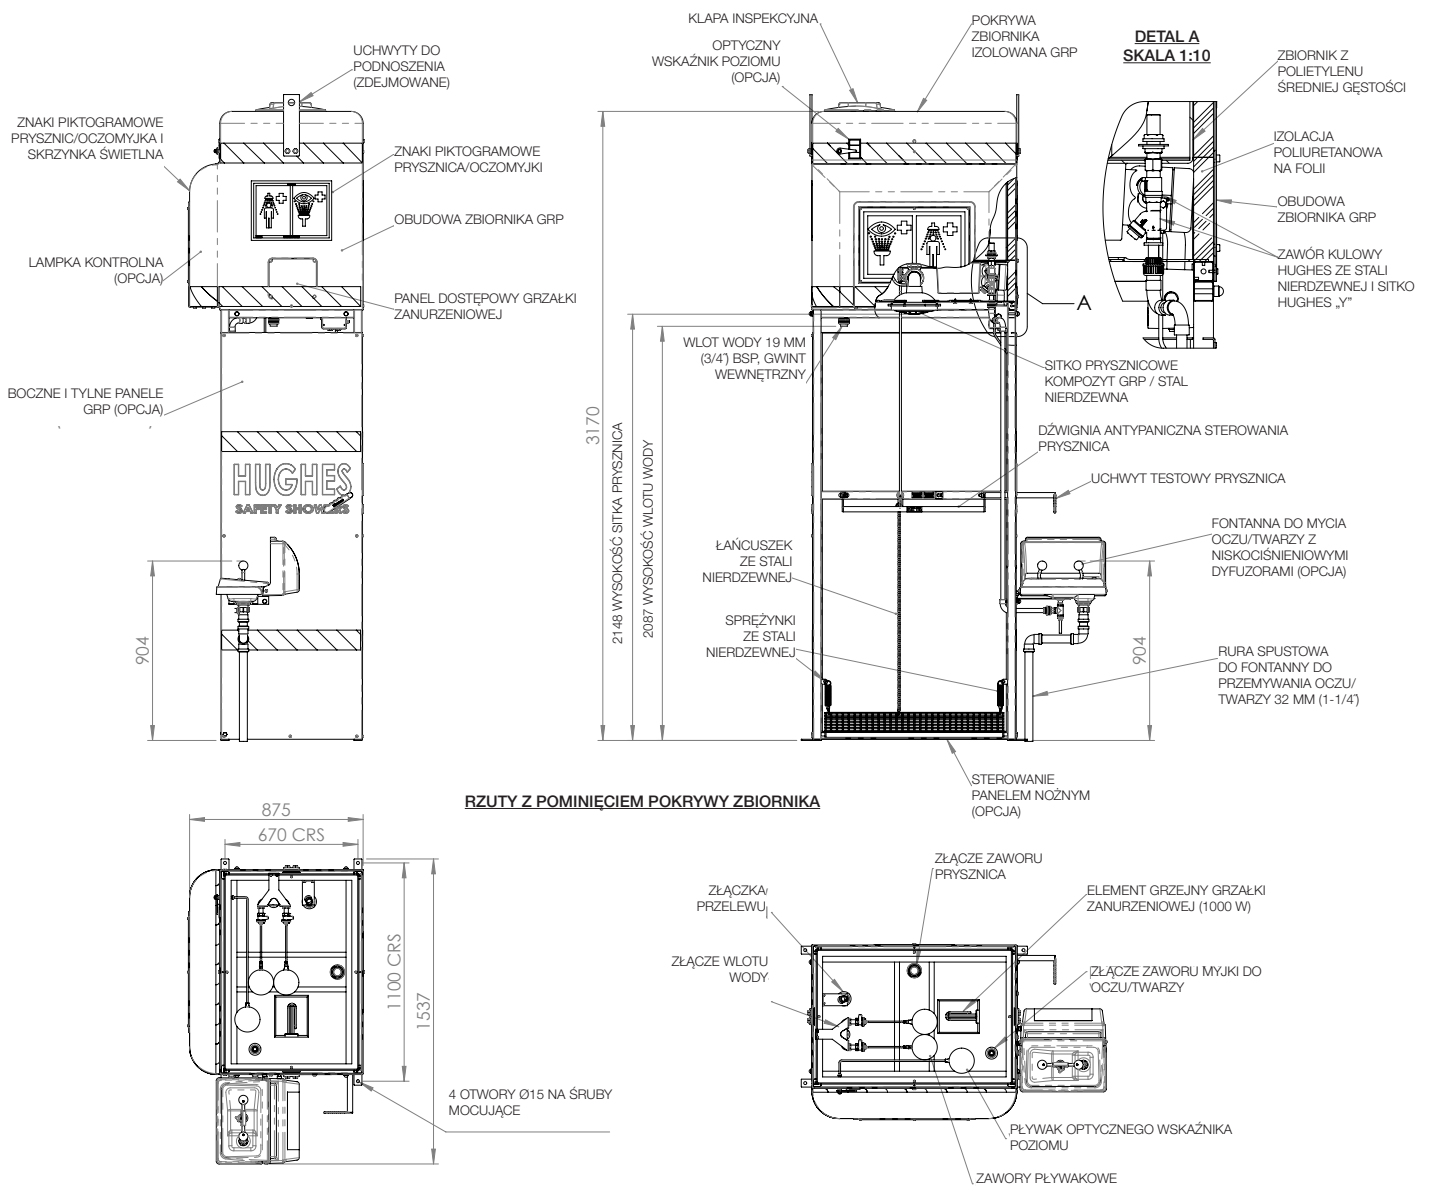 UCHWYTY DO
PODNOSZENIA
(ZDEJMOWANE)
ZNAKI PIKTOGRAMOWE
PRYSZNIC/OCZOMYJKA I
SKRZYNKA ŚWIETLNA
ZNAKI PIKTOGRAMOWE
PRYSZNICA/OCZOMYJKI
OBUDOWA ZBIORNIKA GRP
LAMPKA KONTROLNA
(OPCJA)
PANEL DOSTĘPOWY GRZAŁKI
ZANURZENIOWEJ
BOCZNE I TYLNE PANELE
GRP (OPCJA)
HUGHES
SAFETY SHOWERS
904
KLAPA INSPEKCYJNA
OPTYCZNY
WSKAŹNIK POZIOMU
(OPCJA)
POKRYWA
ZBIORNIKA
IZOLOWANA GRP
DETAL A
SKALA 1:10
ZBIORNIK Z
POLIETYLENU
ŚREDNIEJ GĘSTOŚCI
IZOLACJA
POLIURETANOWA
NA FOLII
OBUDOWA
ZBIORNIKA GRP
ZAWÓR KULOWY
HUGHES ZE STALI
NIERDZEWNEJ I SITKO
HUGHES „Y”
A
WLOT WODY 19 MM
(3/4") BSP, GWINT
WEWNĘTRZNY
SITKO PRYSZNICOWE
KOMPOZYT GRP / STAL
NIERDZEWNA
3170
2148 WYSOKOŚĆ SITKA PRYSZNICA
2087 WYSOKOŚĆ WLOTU WODY
DŹWIGNIA ANTYPANICZNA STEROWANIA
PRYSZNICA
UCHWYT TESTOWY PRYSZNICA
FONTANNA DO MYCIA
OCZU/TWARZY Z
NISKOCIŚNIENIOWYMI
DYFUZORAMI (OPCJA)
ŁAŃCUSZEK
ZE STALI
NIERDZEWNEJ
SPRĘŻYNKI
ZE STALI
NIERDZEWNEJ
904
RURA SPUSTOWA
DO FONTANNY DO
PRZEMYWANIA OCZU/
TWARZY 32 MM (1-1/4")
STEROWANIE
PANELEM NOŻNYM
(OPCJA)
RZUTY Z POMINIĘCIEM POKRYWY ZBIORNIKA
875
670 CRS
1100 CRS
1537
4 OTWORY Ø15 NA ŚRUBY
MOCUJĄCE
ZŁĄCZE ZAWORU
PRYSZNICA
ZŁĄCZKA
PRZELEWU
ELEMENT GRZEJNY GRZAŁKI
ZANURZENIOWEJ (1000 W)
ZŁĄCZE WLOTU
WODY
ZŁĄCZE ZAWORU MYJKI DO
OCZU/TWARZY
PŁYWAK OPTYCZNEGO WSKAŹNIKA
POZIOMU
ZAWORY PŁYWAKOWE